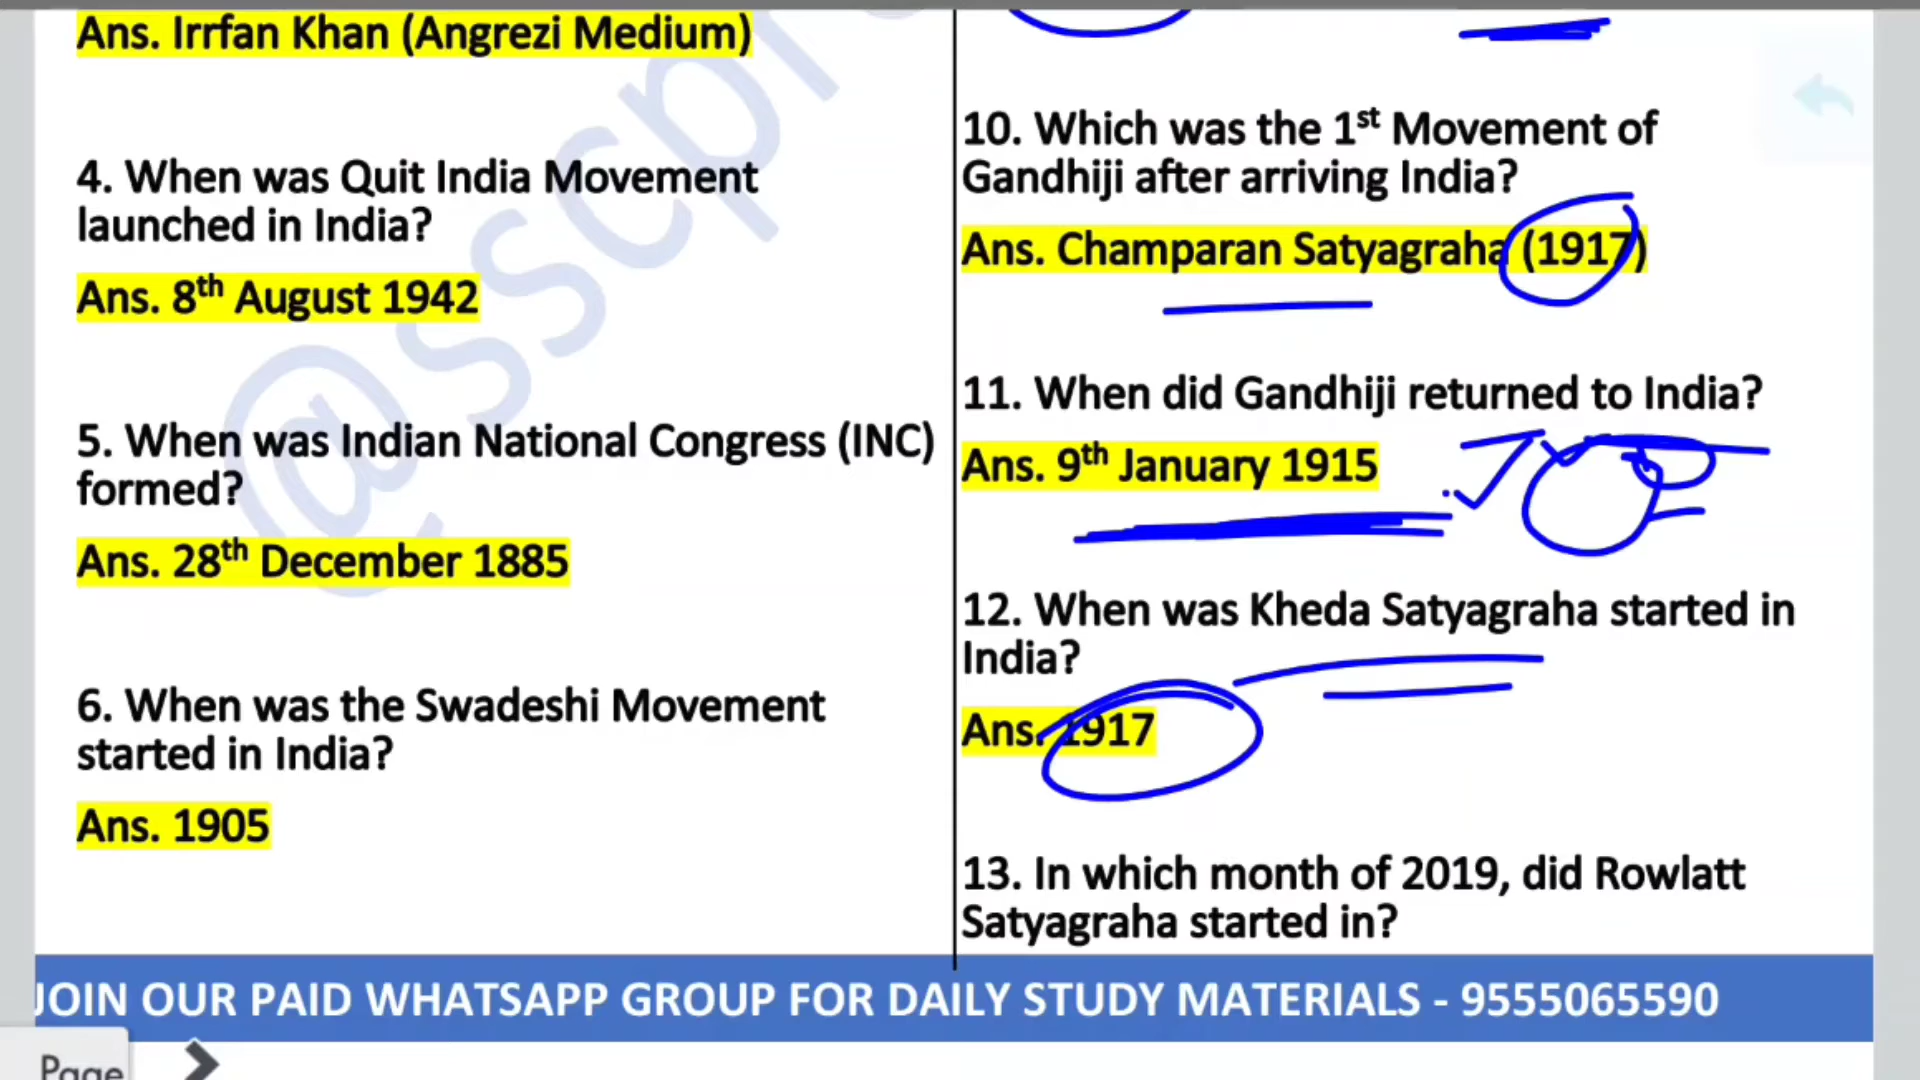 Ans. Irrfan Khan (Angrezi Medium)
4. When was Quit India Movement
launched in India?
Ans. 8th August 1942
5. When was Indian National Congress (INC)
formed?
Ans. 28th December 1885
6. When was the Swadeshi Movement
started in India?
Ans. 1905
10. Which was the 1st Movement of
Gandhiji after arriving India?
Ans. Champaran Satyagraha (1917)
11. When did Gandhiji returned to India?
Ans. 9th January 1915
12. When was Kheda Satyagraha started in
India?
Ans. 1917
13. In which month of 2019, did Rowlatt
Satyagraha started in?
JOIN OUR PAID WHATSAPP GROUP FOR DAILY STUDY MATERIALS - 9555065590
Page